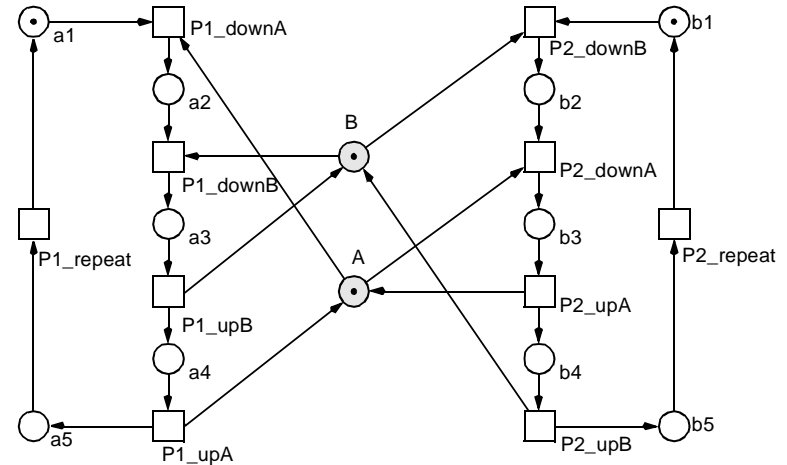 a1
P1_downA
P2_downB
b1
a2
b2
B
P1_downB
P2_downA
a3
b3
P1_repeat
A
P2_repeat
P1_upB
P2_upA
a4
b4
a5
P1_upA
P2_upB
b5